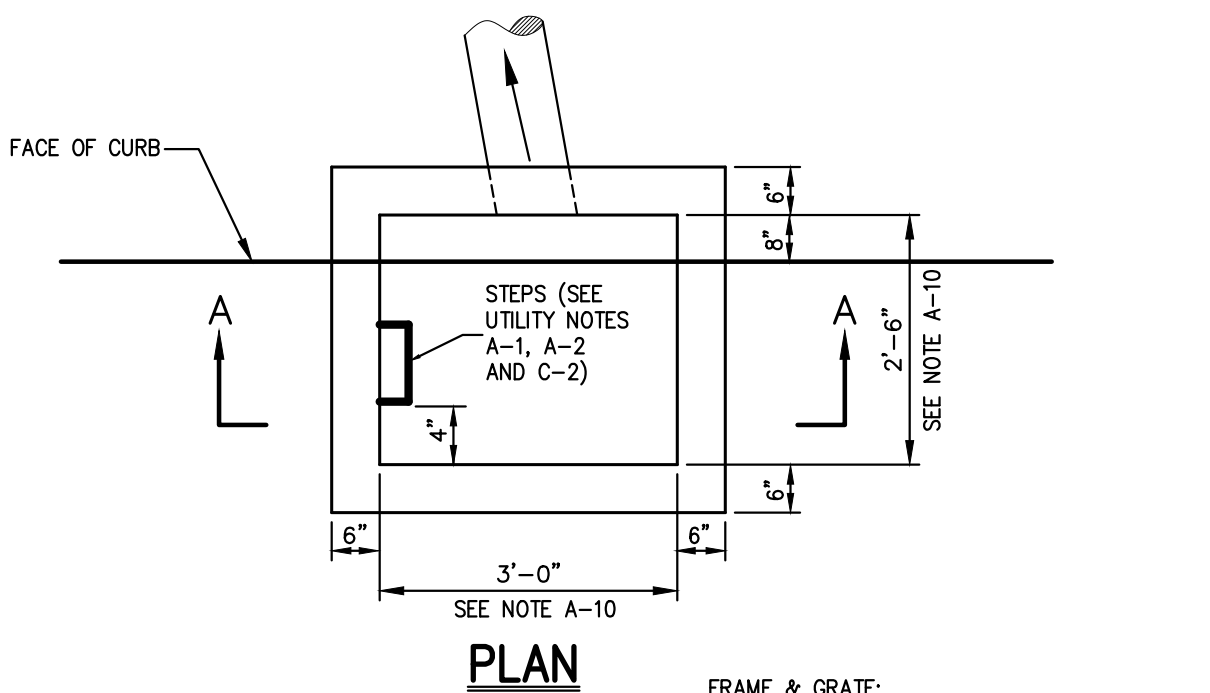 FACE OF CURB
6”
8”
A
STEPS (SEE
UTILITY NOTES
A-1, A-2
AND C-2)
A
2’-6”
SEE NOTE A-10
4”
6”
6”
6”
3’-0”
SEE NOTE A-10
PLAN
FRAME & GRATE: